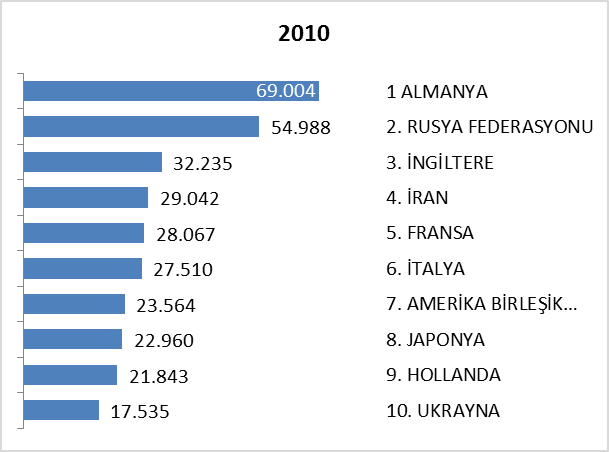 2010
69.004 1 ALMANYA
54.988 2. RUSYA FEDERASYONU
32.235 3. İNGİLTERE
29.042 4. İRAN
28.067 5. FRANSA
27.510 6. İTALYA
23.564 7. AMERİKA BİRLEŞİK...
22.960 8. JAPONYA
21.843 9. HOLLANDA
17.535 10. UKRAYNA